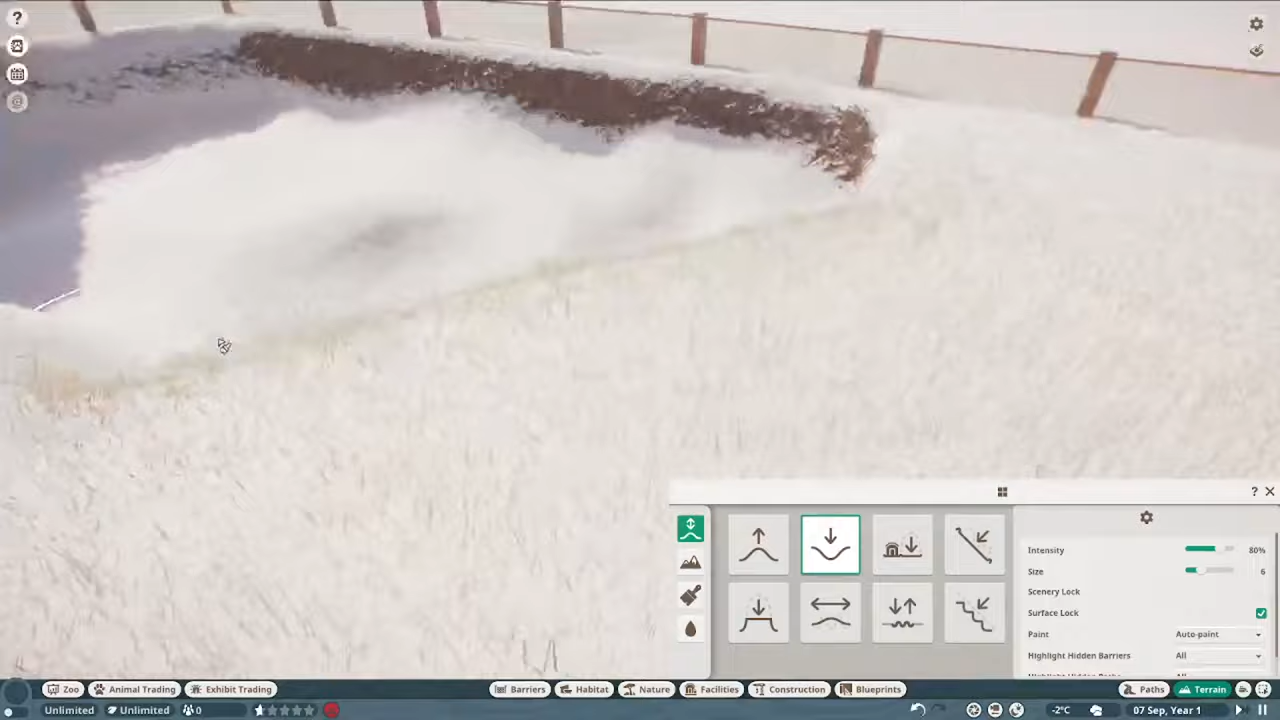 ?
? ×
Intensity 80%
Size 6
Scenery Lock
Surface Lock
Paint Auto-paint
Highlight Hidden Barriers All
Zoo Animal Trading Exhibit Trading Barriers Habitat Nature Facilities Construction Blueprints Paths Terrain
Unlimited Unlimited 0 -2°C 07 Sep, Year 1